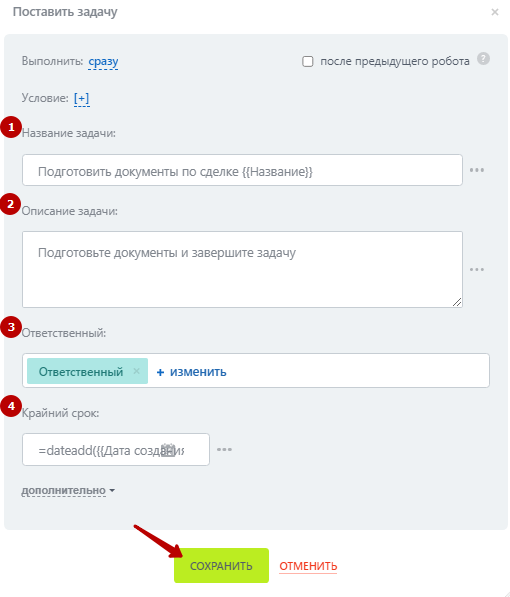 Поставить задачу ×
Выполнить: сразу после предыдущего робота ?
Условие: [+]
1 Название задачи:
Подготовить документы по сделке {{Название}} •••
2 Описание задачи:
Подготовьте документы и завершите задачу •••
3 Ответственный:
Ответственный × + изменить
4 Крайний срок:
=dateadd({{Дата создания •••
дополнительно
СОХРАНИТЬ ОТМЕНИТЬ